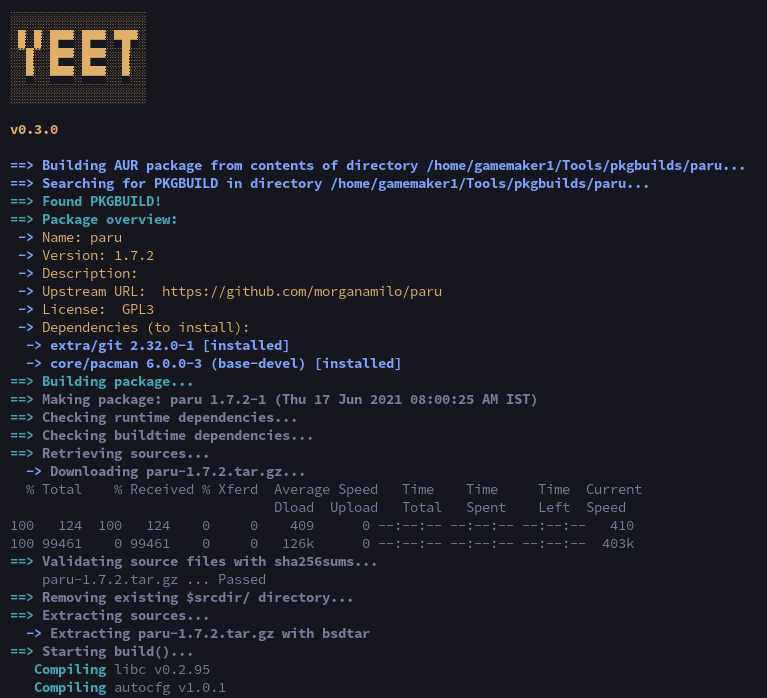 YEET
v0.3.0
==> Building AUR package from contents of directory /home/gamemaker1/Tools/pkgbuilds/paru...
==> Searching for PKGBUILD in directory /home/gamemaker1/Tools/pkgbuilds/paru...
==> Found PKGBUILD!
==> Package overview:
 -> Name: paru
 -> Version: 1.7.2
 -> Description:
 -> Upstream URL:  https://github.com/morganamilo/paru
 -> License:  GPL3
 -> Dependencies (to install):
  -> extra/git 2.32.0-1 [installed]
  -> core/pacman 6.0.0-3 (base-devel) [installed]
==> Building package...
==> Making package: paru 1.7.2-1 (Thu 17 Jun 2021 08:00:25 AM IST)
==> Checking runtime dependencies...
==> Checking buildtime dependencies...
==> Retrieving sources...
  -> Downloading paru-1.7.2.tar.gz...
  % Total    % Received % Xferd  Average Speed   Time    Time     Time  Current
                                 Dload  Upload   Total   Spent    Left  Speed
100   124  100   124    0     0    409      0 --:--:-- --:--:-- --:--:--   410
100 99461    0 99461    0     0   126k      0 --:--:-- --:--:-- --:--:--  403k
==> Validating source files with sha256sums...
    paru-1.7.2.tar.gz ... Passed
==> Removing existing $srcdir/ directory...
==> Extracting sources...
  -> Extracting paru-1.7.2.tar.gz with bsdtar
==> Starting build()...
   Compiling libc v0.2.95
   Compiling autocfg v1.0.1